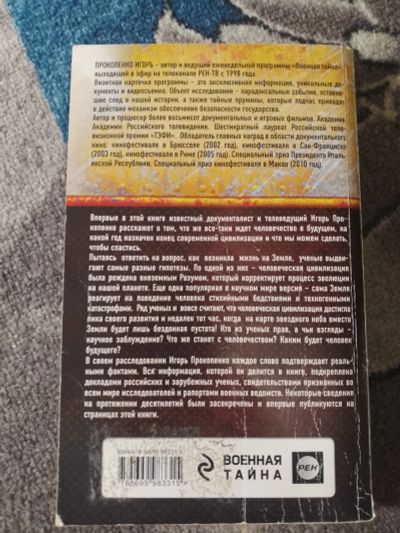 ПРОКОПЕНКО ИГОРЬ – автор и ведущий еженедельной программы «Военная тайна»,
выходящей в эфир на телеканале РЕН-ТВ с 1998 года.
Визитная карточка программы – это эксклюзивная информация, уникальные до-
кументы и видеосъемка. Объект исследования – парадоксальные события, оставив-
шие след в нашей истории, а также тайные пружины, которые подчас приводят
в действие механизм обеспечения безопасности государства.
Автор и продюсер более восьмисот документальных и игровых фильмов. Академик
Академии Российского телевидения. Шестикратный лауреат Российской теле-
визионной премии «ТЭФИ». Обладатель главных наград в области документального
кино: кинофестиваля в Брюсселе (2002 год), кинофестиваля в Сан-Франциско
(2003 год), кинофестиваля в Риме (2005 год). Специальный приз Президента Италь-
янской Республики. Специальный приз кинофестиваля в Манао (2010 год).
Впервые в этой книге известный документалист и телеведущий Игорь Про-
копенко расскажет о том, что же все-таки ждет человечество в будущем, на
какой год назначен конец современной цивилизации и что мы можем сделать,
чтобы спастись.
Пытаясь ответить на вопрос, как возникла жизнь на Земле, ученые выдви-
гают самые разные гипотезы. По одной из них – человеческая цивилизация
была рождена внеземным Разумом, который корректирует процесс эволюции
на нашей планете. Еще одна популярная в научном мире версия – сама Земля
реагирует на поведение человека стихийными бедствиями и техногенными
катастрофами. Ряд ученых и вовсе считают, что человеческая цивилизация достигла
пика своего развития и недалек тот час, когда на карте звездного неба вместо
Земли будет лишь бездонная пустота! Кто из ученых прав, а чьи взгляды –
научное заблуждение? Что же станет с человечеством? Каким будет человек
будущего?
В своем расследовании Игорь Прокопенко каждое слово подтверждает реаль-
ными фактами. Вся информация, которой он делится в книге, подкреплена
докладами российских и зарубежных ученых, свидетельствами признанных во
всем мире исследователей и рапортами военных ведомств. Некоторые сведения
на протяжении десятилетий были засекречены и впервые публикуются на
страницах этой книги.
ВОЕННАЯ
ТАЙНА
РЕН
9 785699 983315